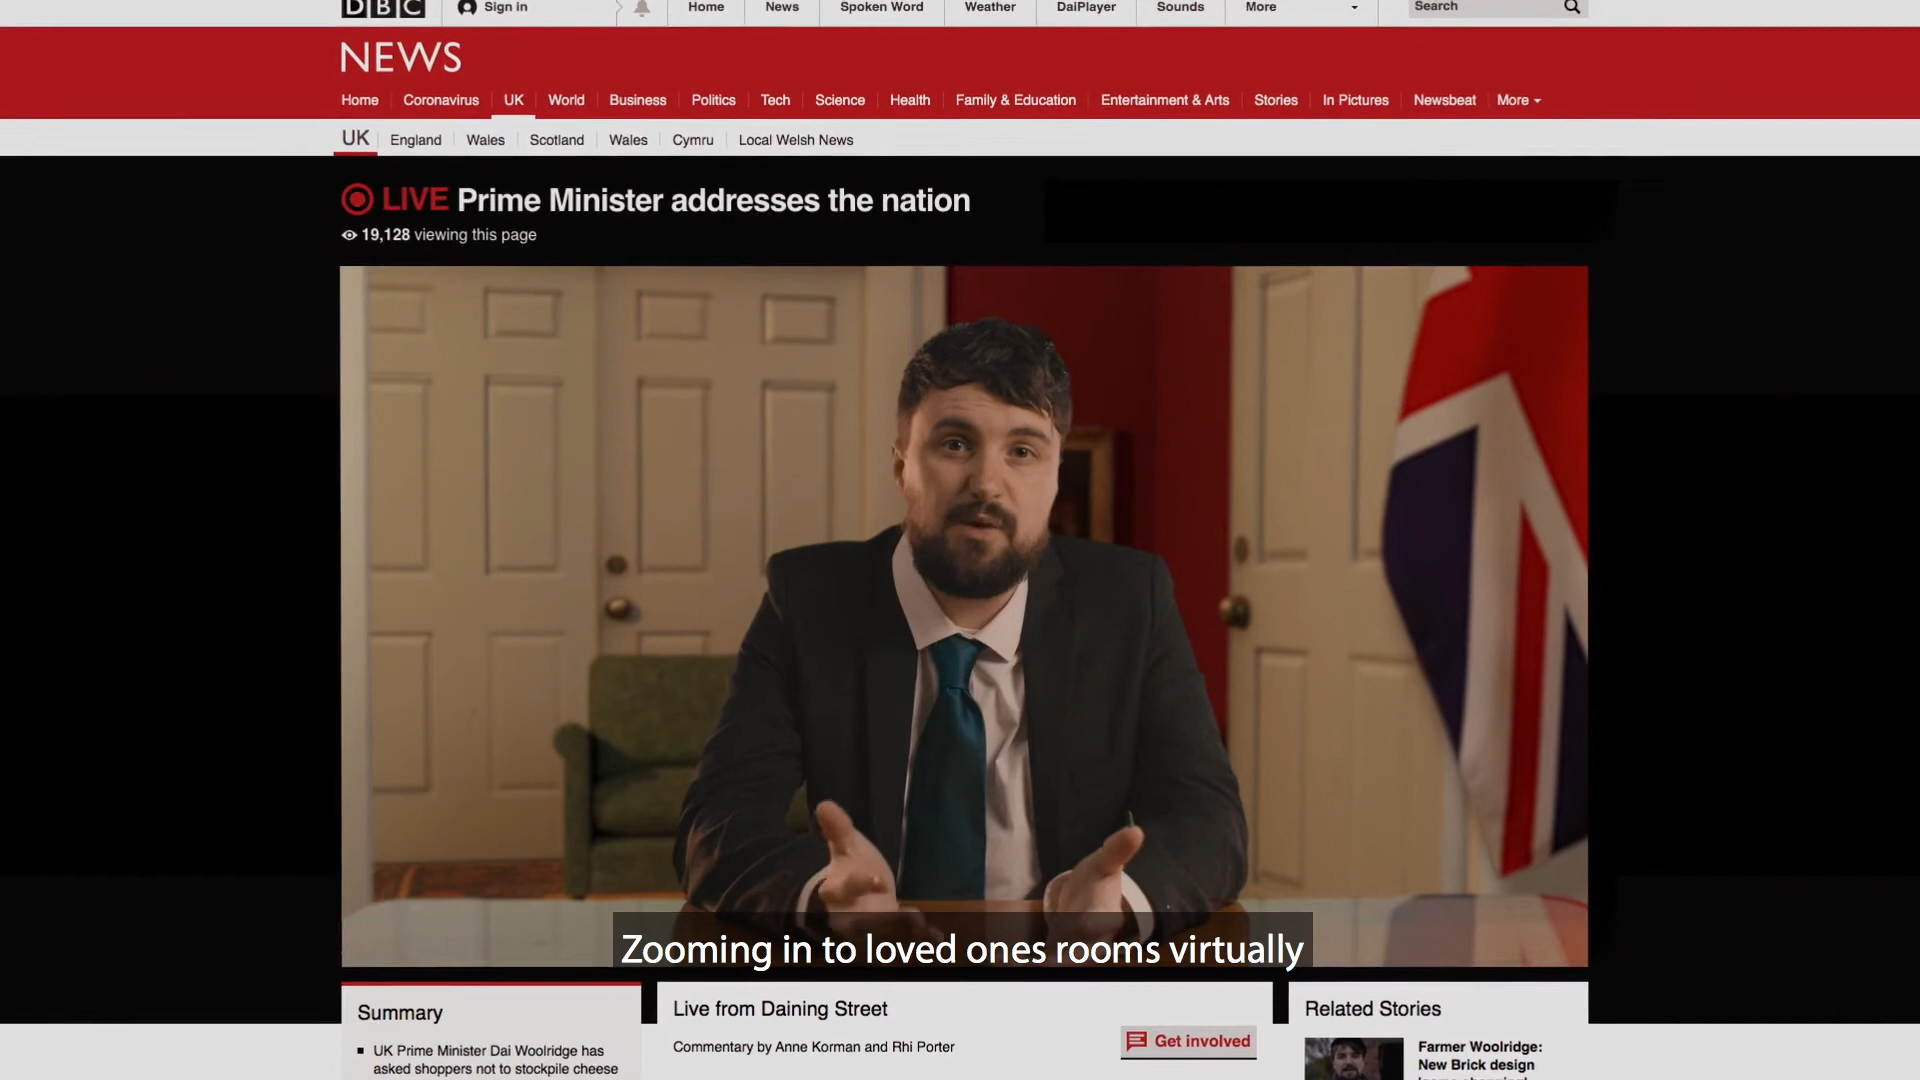 DBC Sign in Home News Spoken Word Weather DaiPlayer Sounds More Search
NEWS
Home Coronavirus UK World Business Politics Tech Science Health Family & Education Entertainment & Arts Stories In Pictures Newsbeat More
UK England Wales Scotland Wales Cymru Local Welsh News
LIVE Prime Minister addresses the nation
19,128 viewing this page
Zooming in to loved ones rooms virtually
Summary
UK Prime Minister Dai Woolridge has
asked shoppers not to stockpile cheese
Live from Daining Street
Commentary by Anne Korman and Rhi Porter
Get involved
Related Stories
Farmer Woolridge:
New Brick design